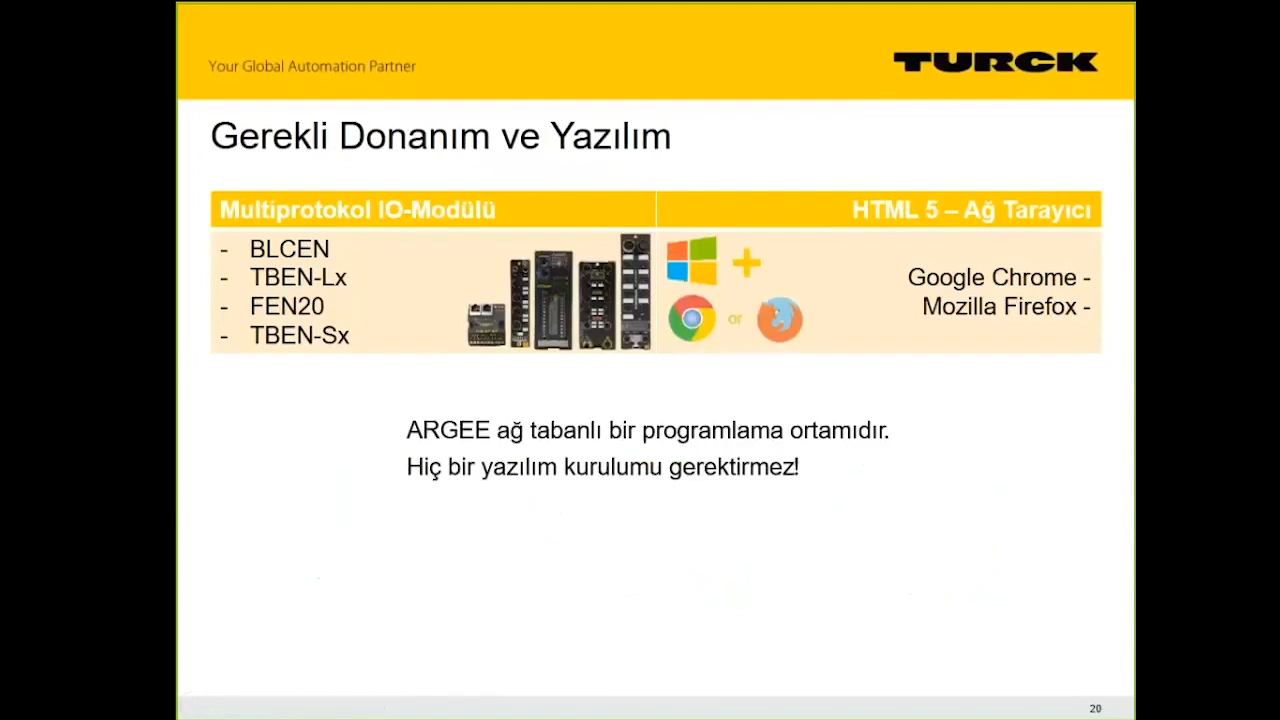 Your Global Automation Partner
TURCK
Gerekli Donanım ve Yazılım
Multiprotokol IO-Modülü
HTML 5 – Ağ Tarayıcı
- BLCEN
- TBEN-Lx
- FEN20
- TBEN-Sx
or
Google Chrome -
Mozilla Firefox -
ARGEE ağ tabanlı bir programlama ortamıdır.
Hiç bir yazılım kurulumu gerektirmez!
20